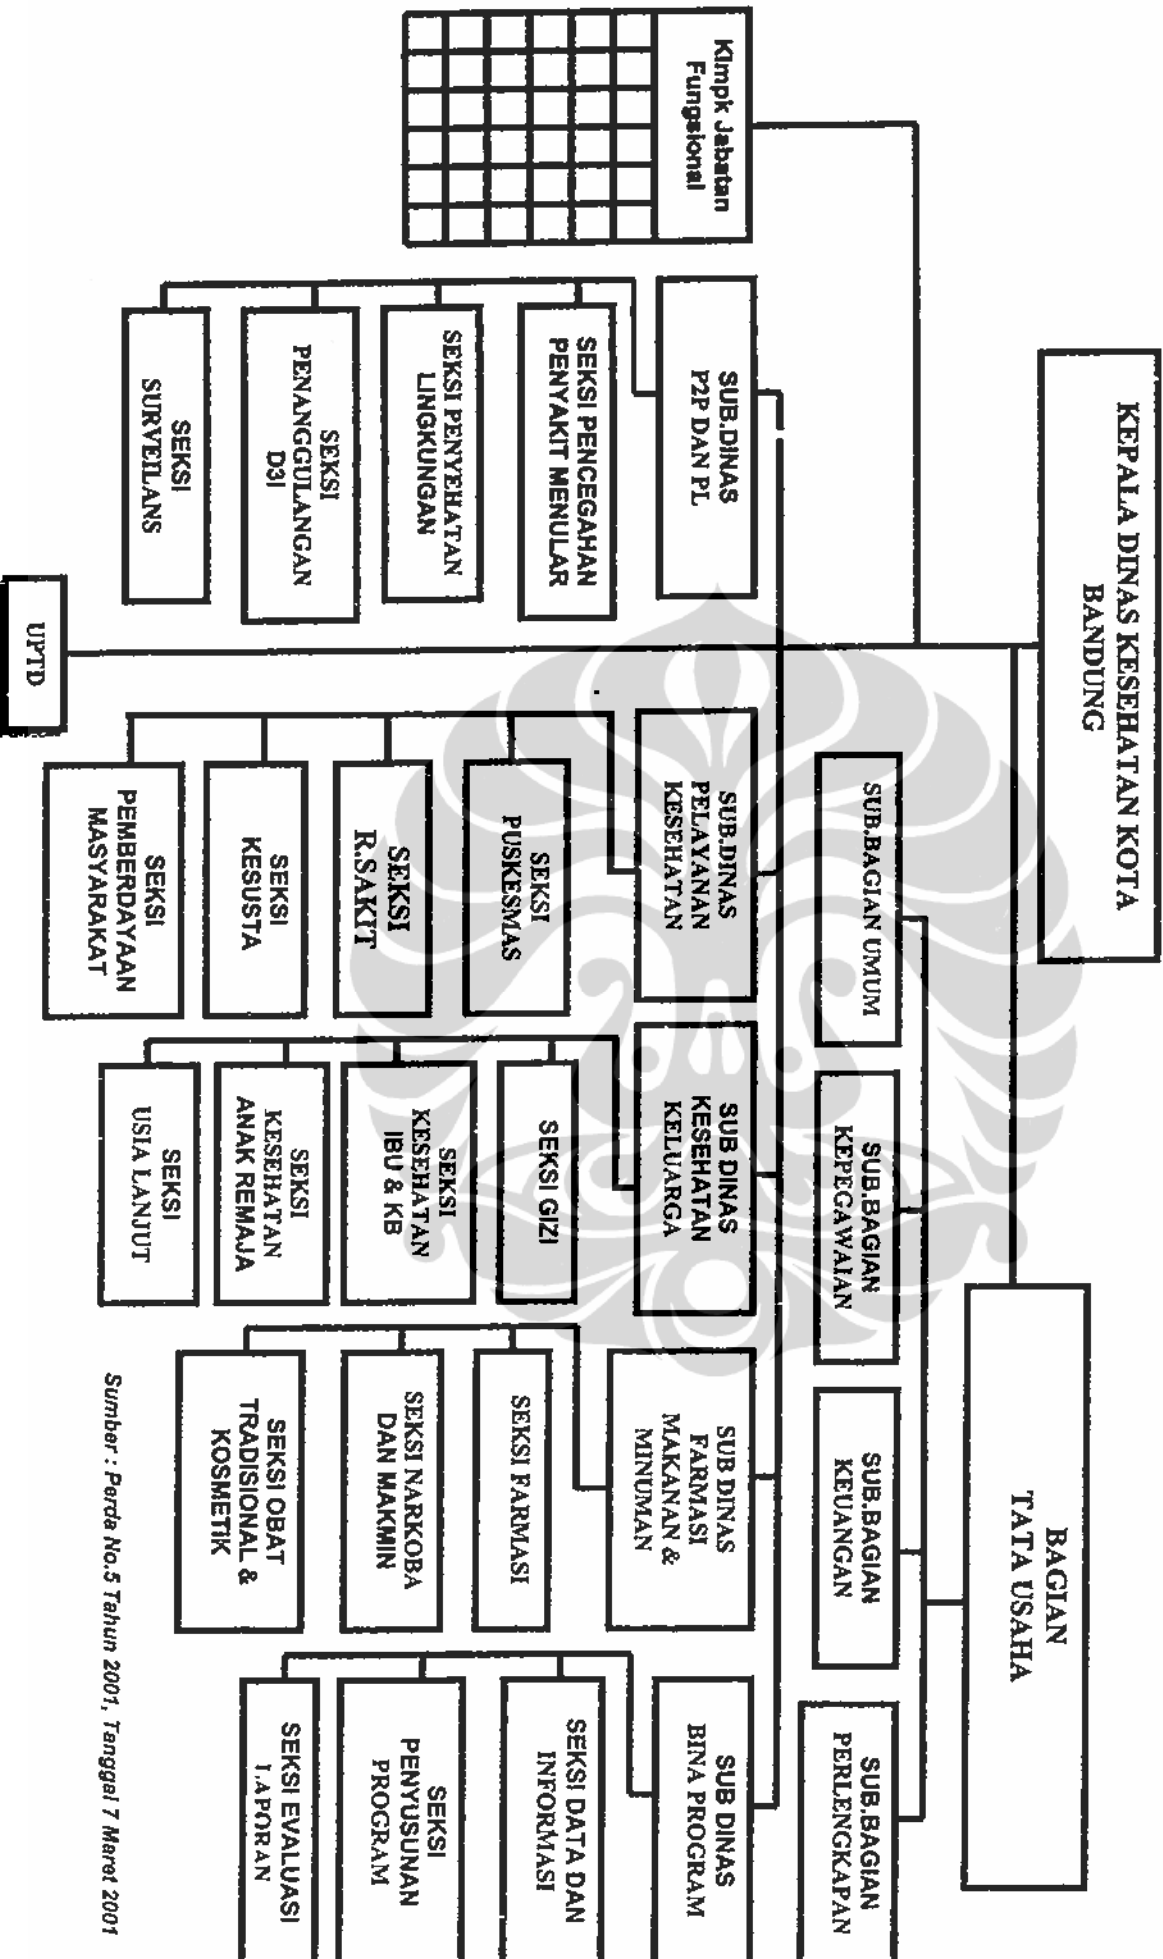 KEPALA DINAS KESEHATAN KOTA
BANDUNG
BAGIAN
TATA USAHA
SUB.BAGIAN UMUM
SUB.BAGIAN
KEPEGAWAIAN
SUB.BAGIAN
KEUANGAN
SUB.BAGIAN
PERLENGKAPAN
Klmpk Jabatan
Fungsional
SUB.DINAS
P2P DAN PL
SEKSI PENCEGAHAN
PENYAKIT MENULAR
SEKSI PENYEHATAN
LINGKUNGAN
SEKSI
PENANGGULANGAN
D3I
SEKSI
SURVEILANS
SUB.DINAS
PELAYANAN
KESEHATAN
SEKSI
PUSKESMAS
SEKSI
R.SAKIT
SEKSI
KESUSTA
SEKSI
PEMBERDAYAAN
MASYARAKAT
SUB DINAS
KESEHATAN
KELUARGA
SEKSI GIZI
SEKSI
KESEHATAN
IBU & KB
SEKSI
KESEHATAN
ANAK REMAJA
SEKSI
USIA LANJUT
SUB DINAS
FARMASI
MAKANAN &
MINUMAN
SEKSI FARMASI
SEKSI NARKOBA
DAN MAKMIN
SEKSI OBAT
TRADISIONAL &
KOSMETIK
SUB DINAS
BINA PROGRAM
SEKSI DATA DAN
INFORMASI
SEKSI
PENYUSUNAN
PROGRAM
SEKSI EVALUASI
LAPORAN
UPTD
Sumber : Perda No.5 Tahun 2001, Tanggal 7 Maret 2001